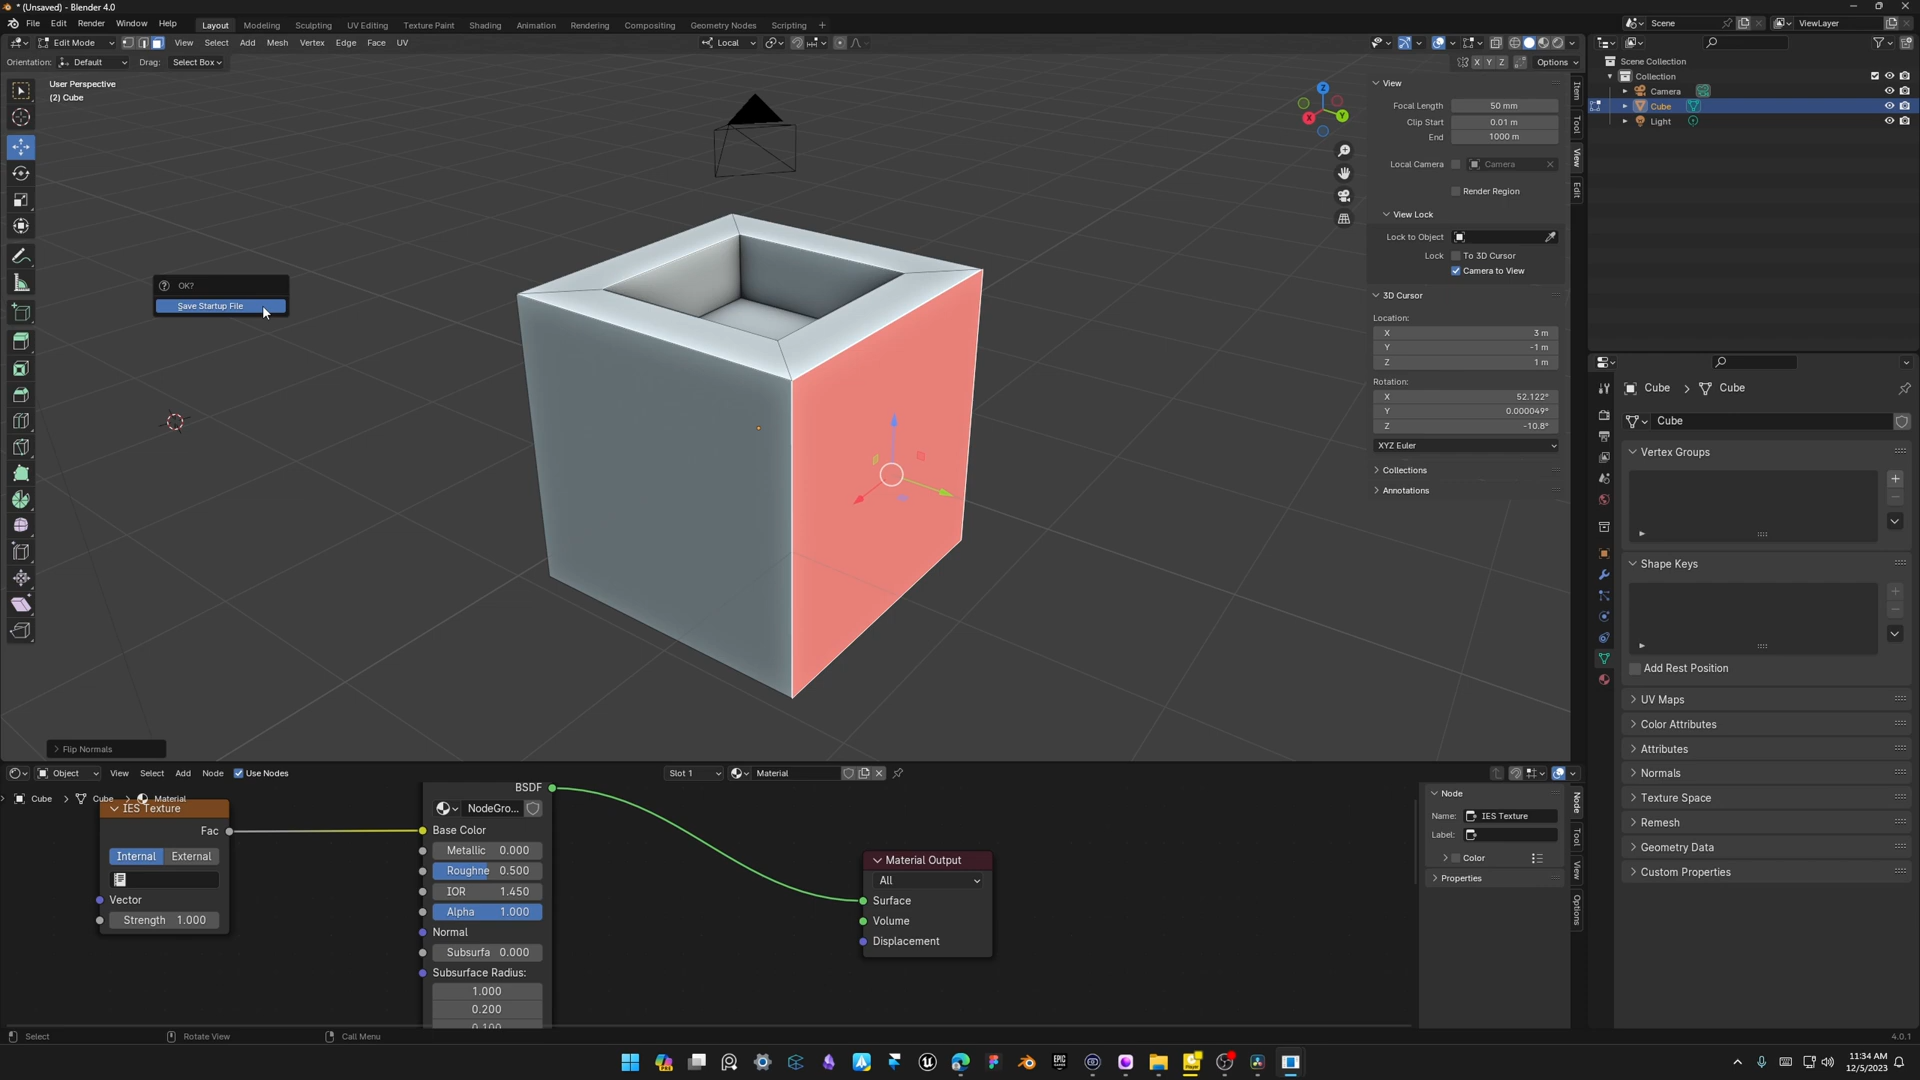 * (Unsaved) - Blender 4.0
File Edit Render Window Help
Layout Modeling Sculpting UV Editing Texture Paint Shading Animation Rendering Compositing Geometry Nodes Scripting +
Scene
ViewLayer
Edit Mode View Select Add Mesh Vertex Edge Face UV
Local
Orientation: Default Drag: Select Box
X Y Z Options
User Perspective
(2) Cube
Z
X
Y
OK?
Save Startup File
View
Focal Length 50 mm
Clip Start 0.01 m
End 1000 m
Local Camera Camera
Render Region
View Lock
Lock to Object
Lock To 3D Cursor
Camera to View
3D Cursor
Location:
X 3 m
Y -1 m
Z 1 m
Rotation:
X 52.122°
Y 0.000049°
Z -10.8°
XYZ Euler
Collections
Annotations
Item
Tool
View
Edit
Scene Collection
Collection
Camera
Cube
Light
Cube > Cube
Cube
Vertex Groups
Shape Keys
Add Rest Position
UV Maps
Color Attributes
Attributes
Normals
Texture Space
Remesh
Geometry Data
Custom Properties
Flip Normals
Object View Select Add Node Use Nodes
Slot 1
Material
Cube Cube Material
IES Texture
Fac
Internal External
Vector
Strength 1.000
BSDF
NodeGro...
Base Color
Metallic 0.000
Roughne 0.500
IOR 1.450
Alpha 1.000
Normal
Subsurfa 0.000
Subsurface Radius:
1.000
0.200
0.100
Material Output
All
Surface
Volume
Displacement
Node
Name: IES Texture
Label:
Color
Properties
Node
Tool
View
Options
Select
Rotate View
Call Menu
4.0.1
11:34 AM
12/5/2023